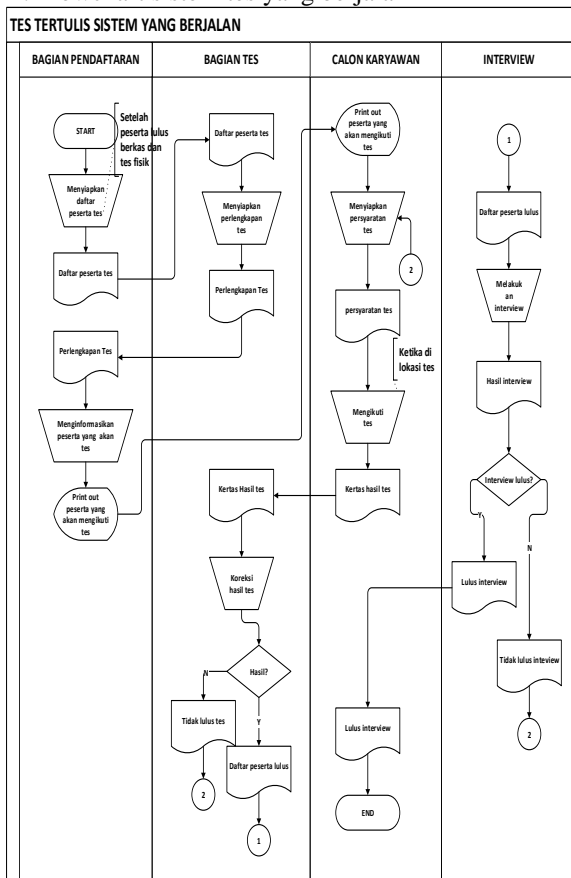 Flowchart sistem tes yang berjalan
TES TERTULIS SISTEM YANG BERJALAN
BAGIAN PENDAFTARAN
START
Setelah
peserta lulus
berkas dan
tes fisik
Menyiapkan
daftar
peserta tes
Daftar peserta tes
Perlengkapan Tes
Menginformasikan
peserta yang akan
tes
Print out
peserta yang
akan mengikuti
tes
BAGIAN TES
Daftar peserta tes
Menyiapkan
perlengkapan
tes
Perlengkapan Tes
Kertas Hasil tes
Koreksi
hasil tes
Hasil?
N
Y
Tidak lulus tes
2
Daftar peserta lulus
1
CALON KARYAWAN
Print out
peserta yang
akan mengikuti
tes
Menyiapkan
persyaratan
tes
2
persyaratan tes
Ketika di
lokasi tes
Mengikuti
tes
Kertas hasil tes
Lulus interview
END
INTERVIEW
1
Daftar peserta lulus
Melakuk
an
interview
Hasil interview
Interview lulus?
Y
N
Lulus interview
Tidak lulus inteview
2